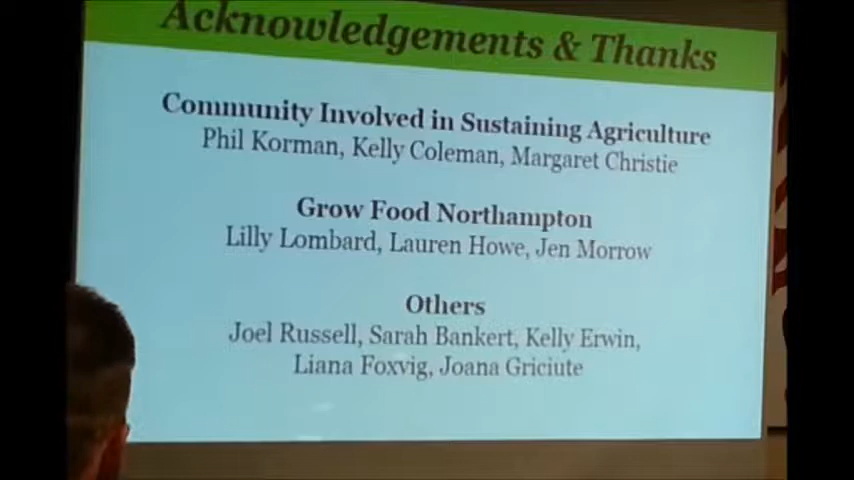 Acknowledgements & Thanks
Community Involved in Sustaining Agriculture
Phil Korman, Kelly Coleman, Margaret Christie
Grow Food Northampton
Lilly Lombard, Lauren Howe, Jen Morrow
Others
Joel Russell, Sarah Bankert, Kelly Erwin,
Liana Foxvig, Joana Griciute